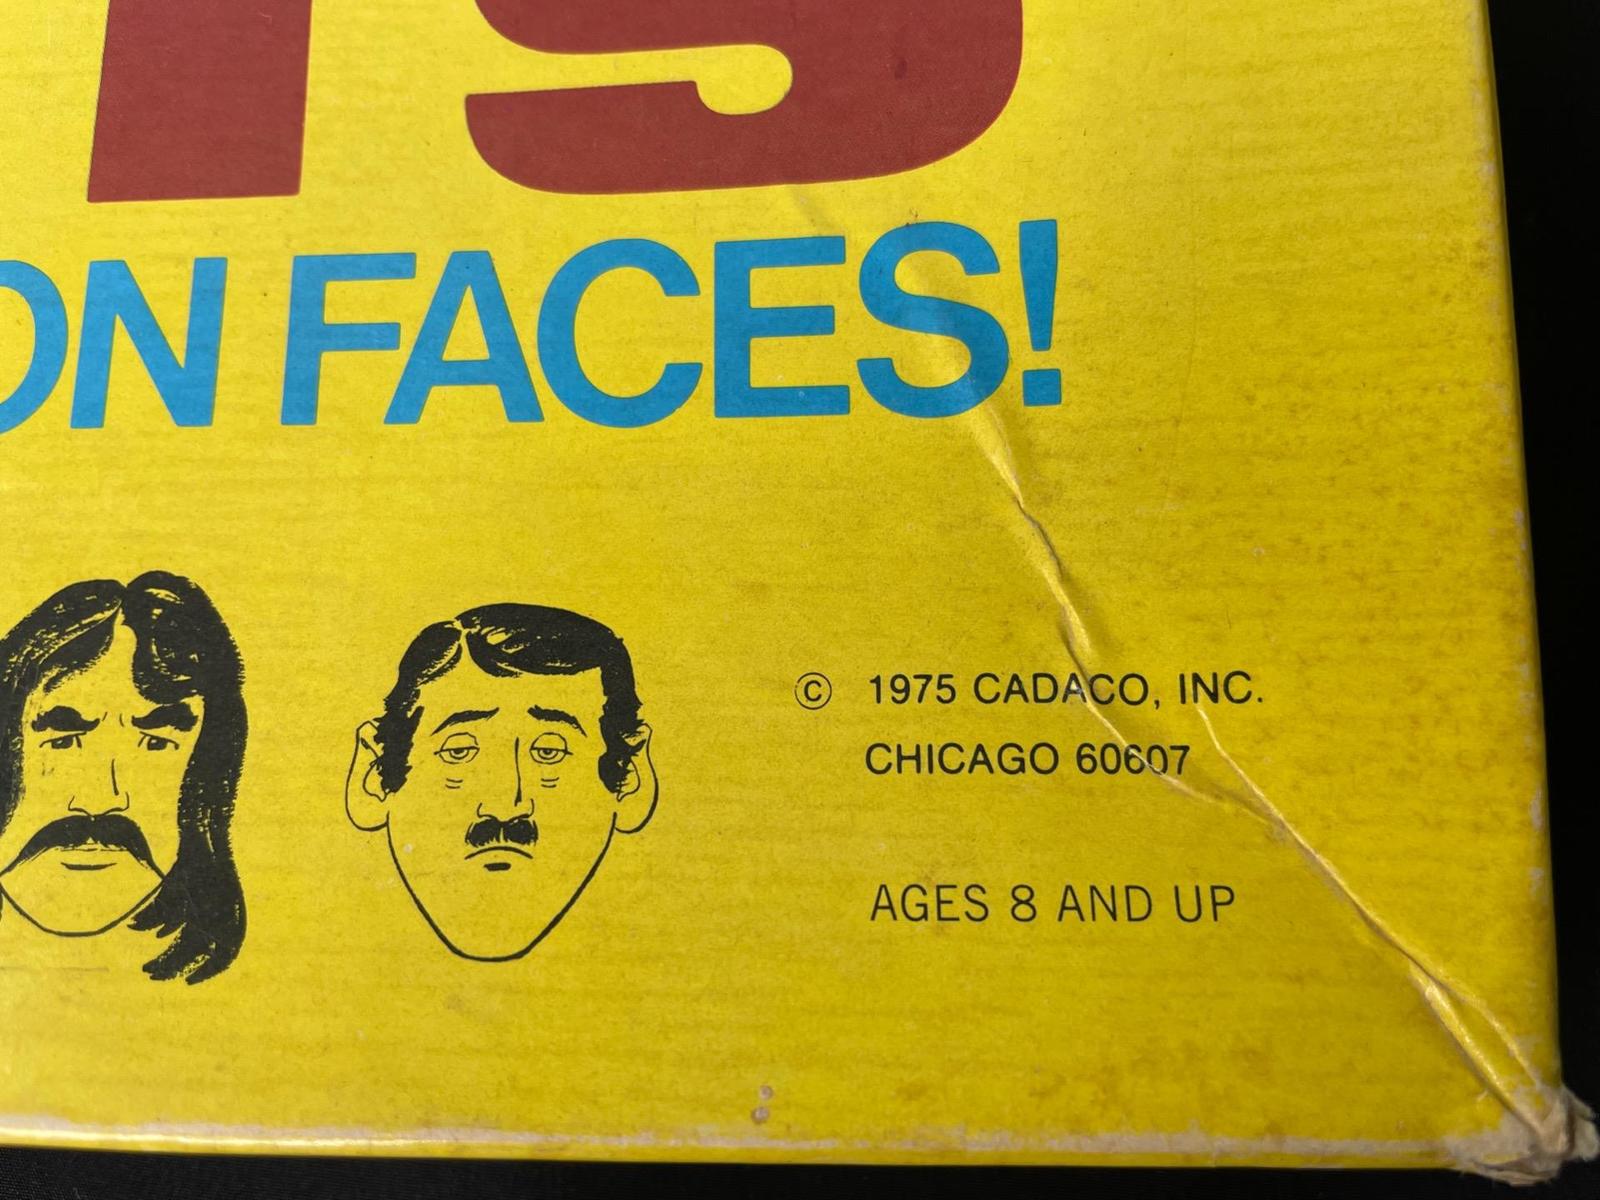 ON FACES!
© 1975 CADACO, INC.
CHICAGO 60607
AGES 8 AND UP